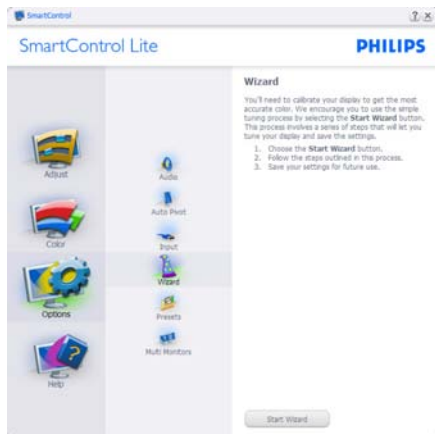 SmartControl
SmartControl Lite
PHILIPS
Adjust
Color
Options
Help
Audio
Auto Pivot
Input
Wizard
Presets
Multi Monitors
Wizard
You'll need to calibrate your display to get the most
accurate color. We encourage you to use the simple
tuning process by selecting the Start Wizard button.
This process involves a series of steps that will let you
tune your display and save the settings.
1. Choose the Start Wizard button.
2. Follow the steps outlined in this process.
3. Save your settings for future use.
Start Wizard